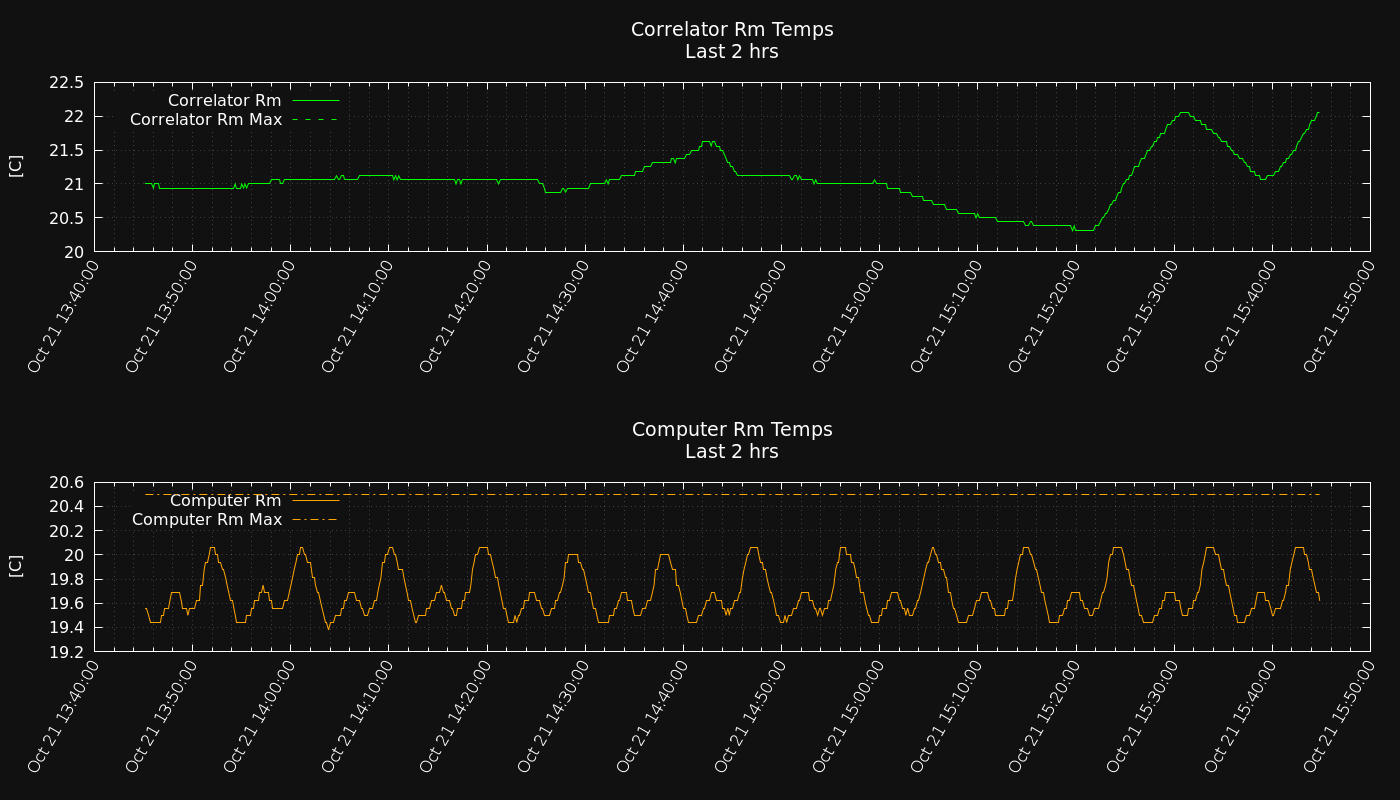 Correlator Rm Temps
Last 2 hrs
22.5
22
21.5
21
20.5
20
[C]
Correlator Rm
Correlator Rm Max
Oct 21 13:40:00
Oct 21 13:50:00
Oct 21 14:00:00
Oct 21 14:10:00
Oct 21 14:20:00
Oct 21 14:30:00
Oct 21 14:40:00
Oct 21 14:50:00
Oct 21 15:00:00
Oct 21 15:10:00
Oct 21 15:20:00
Oct 21 15:30:00
Oct 21 15:40:00
Oct 21 15:50:00
Computer Rm Temps
Last 2 hrs
20.6
20.4
20.2
20
19.8
19.6
19.4
19.2
[C]
Computer Rm
Computer Rm Max
Oct 21 13:40:00
Oct 21 13:50:00
Oct 21 14:00:00
Oct 21 14:10:00
Oct 21 14:20:00
Oct 21 14:30:00
Oct 21 14:40:00
Oct 21 14:50:00
Oct 21 15:00:00
Oct 21 15:10:00
Oct 21 15:20:00
Oct 21 15:30:00
Oct 21 15:40:00
Oct 21 15:50:00